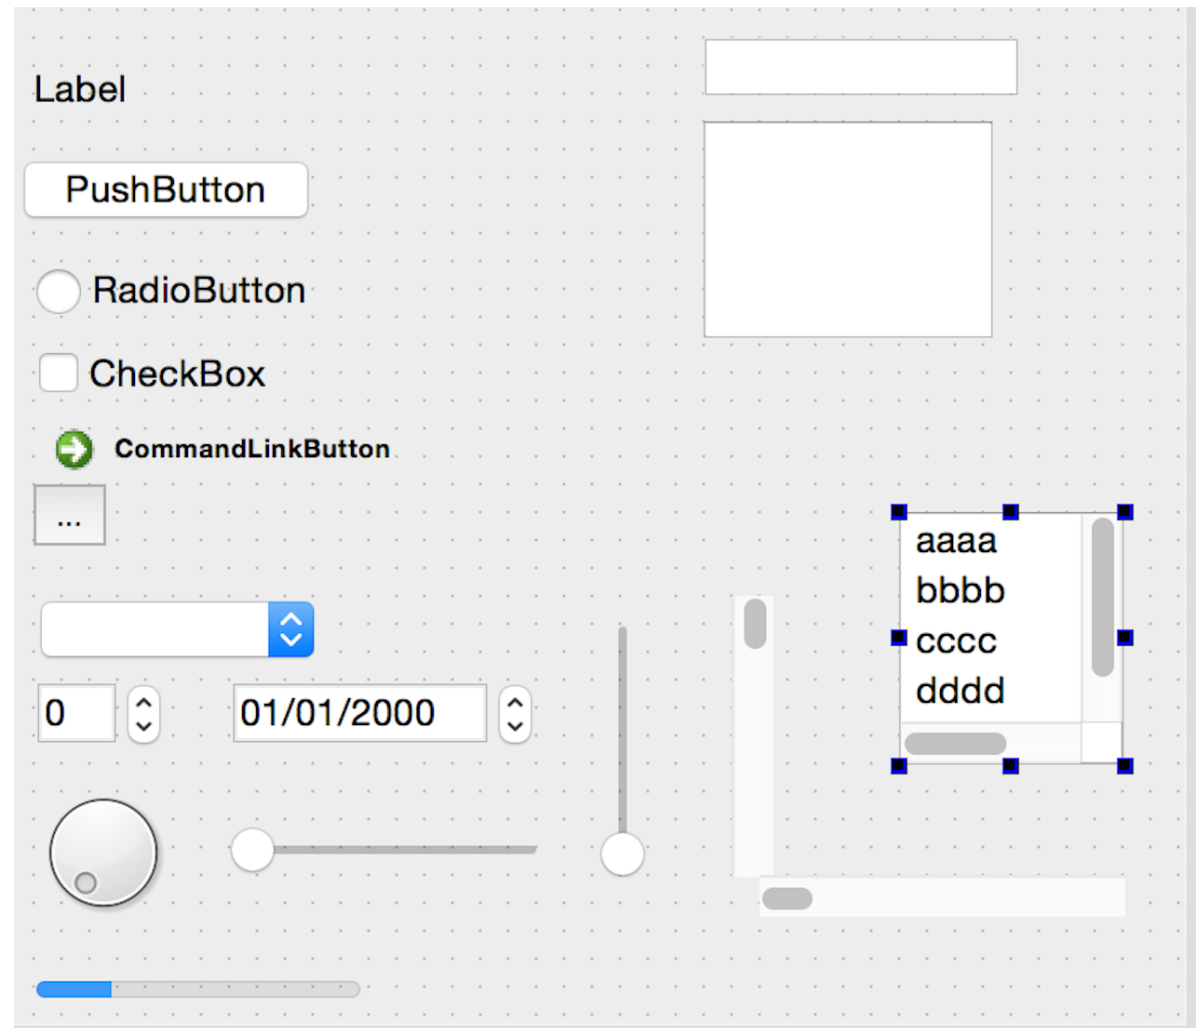 Label
PushButton
RadioButton
CheckBox
CommandLinkButton
...
0
01/01/2000
aaaa
bbbb
cccc
dddd